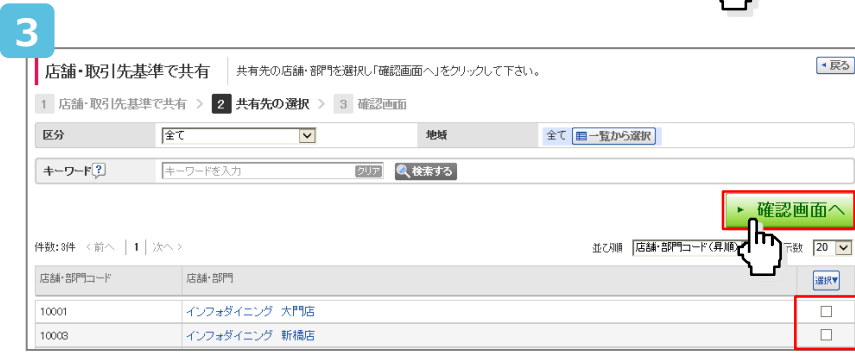 3
店舗・取引先基準で共有 共有先の店舗・部門を選択し「確認画面へ」をクリックして下さい。 戻る
1 店舗・取引先基準で共有 > 2 共有先の選択 > 3 確認画面
区分 全て 地域 全て 一覧から選択
キーワード ? キーワードを入力 クリア 検索する
確認画面へ
件数:3件 < 前へ | 1 | 次へ > 並び順 店舗・部門コード(昇順) 示数 20
店舗・部門コード 店舗・部門 選択▼
10001 インフォダイニング 大門店
10003 インフォダイニング 新橋店